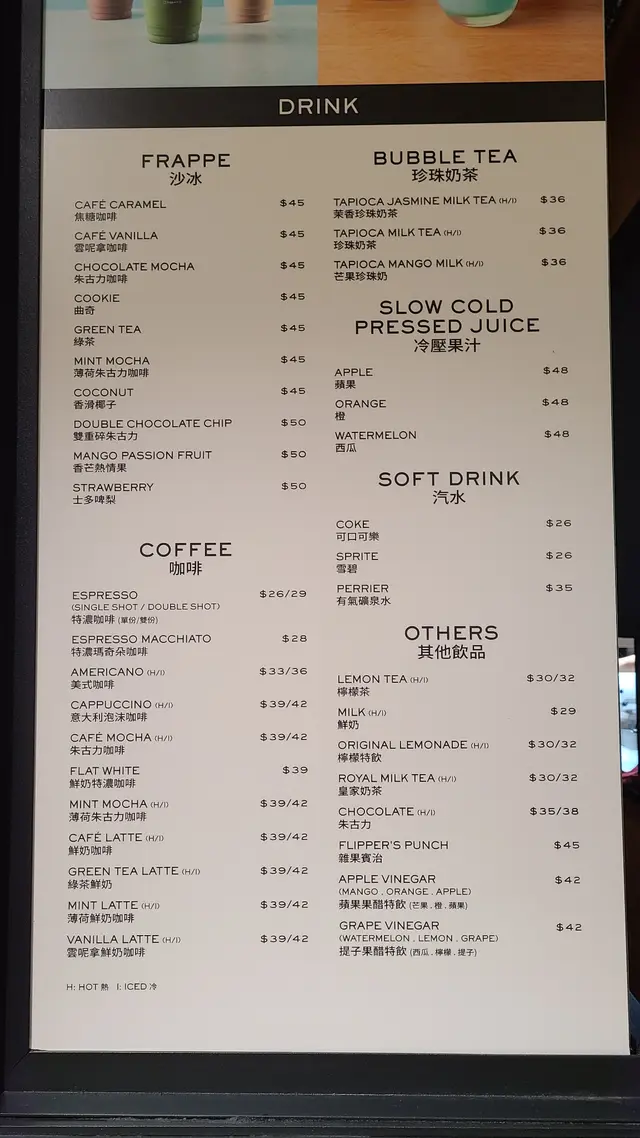 DRINK
FRAPPE
沙冰
CAFÉ CARAMEL $45
焦糖咖啡
CAFÉ VANILLA $45
雲呢拿咖啡
CHOCOLATE MOCHA $45
朱古力咖啡
COOKIE $45
曲奇
GREEN TEA $45
綠茶
MINT MOCHA $45
薄荷朱古力咖啡
COCONUT $45
香滑椰子
DOUBLE CHOCOLATE CHIP $50
雙重碎朱古力
MANGO PASSION FRUIT $50
香芒熱情果
STRAWBERRY $50
士多啤梨
COFFEE
咖啡
ESPRESSO $26/29
(SINGLE SHOT / DOUBLE SHOT)
特濃咖啡 (單份/雙份)
ESPRESSO MACCHIATO $28
特濃瑪奇朵咖啡
AMERICANO (H/I) $33/36
美式咖啡
CAPPUCCINO (H/I) $39/42
意大利泡沫咖啡
CAFÉ MOCHA (H/I) $39/42
朱古力咖啡
FLAT WHITE $39
鮮奶特濃咖啡
MINT MOCHA (H/I) $39/42
薄荷朱古力咖啡
CAFÉ LATTE (H/I) $39/42
鮮奶咖啡
GREEN TEA LATTE (H/I) $39/42
綠茶鮮奶
MINT LATTE (H/I) $39/42
薄荷鮮奶咖啡
VANILLA LATTE (H/I) $39/42
雲呢拿鮮奶咖啡
H: HOT 熱 I: ICED 冷
BUBBLE TEA
珍珠奶茶
TAPIOCA JASMINE MILK TEA (H/I) $36
茉香珍珠奶茶
TAPIOCA MILK TEA (H/I) $36
珍珠奶茶
TAPIOCA MANGO MILK (H/I) $36
芒果珍珠奶
SLOW COLD
PRESSED JUICE
冷壓果汁
APPLE $48
蘋果
ORANGE $48
橙
WATERMELON $48
西瓜
SOFT DRINK
汽水
COKE $26
可口可樂
SPRITE $26
雪碧
PERRIER $35
有氣礦泉水
OTHERS
其他飲品
LEMON TEA (H/I) $30/32
檸檬茶
MILK (H/I) $29
鮮奶
ORIGINAL LEMONADE (H/I) $30/32
檸檬特飲
ROYAL MILK TEA (H/I) $30/32
皇家奶茶
CHOCOLATE (H/I) $35/38
朱古力
FLIPPER'S PUNCH $45
雜果賓治
APPLE VINEGAR $42
(MANGO . ORANGE . APPLE)
蘋果果醋特飲 (芒果 . 橙 . 蘋果)
GRAPE VINEGAR $42
(WATERMELON . LEMON . GRAPE)
提子果醋特飲 (西瓜 . 檸檬 . 提子)